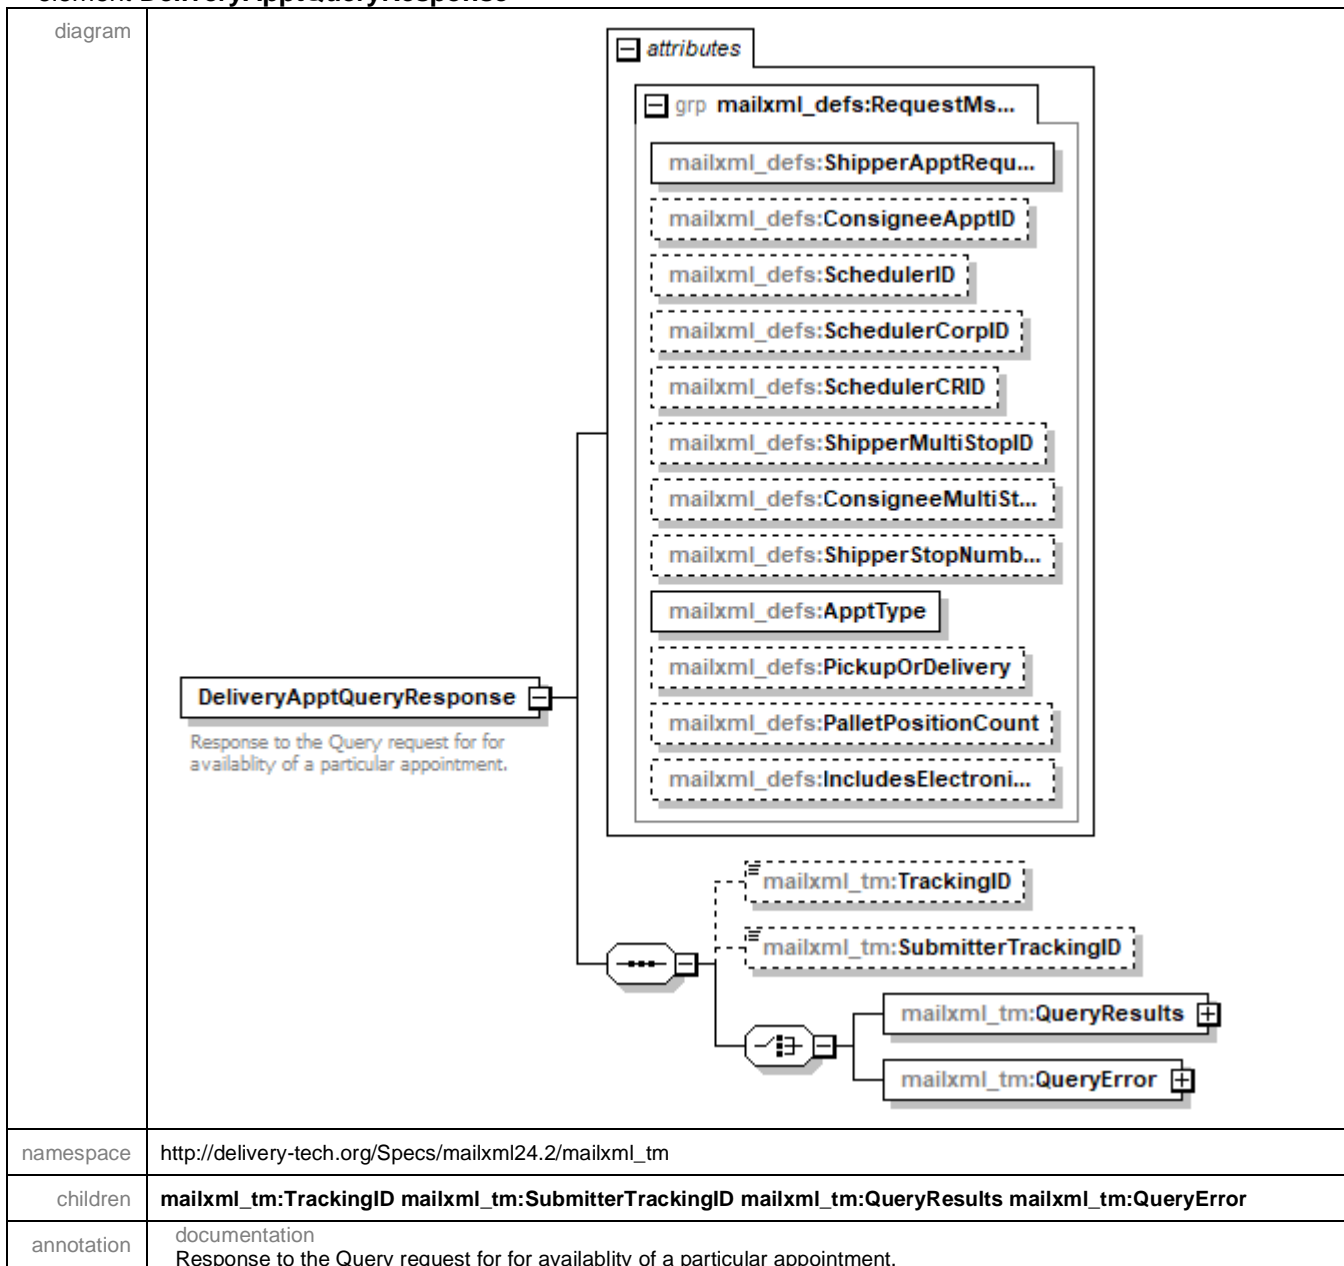 element DeliveryApptQueryResponse
diagram
attributes
grp mailxml_defs:RequestMs...
mailxml_defs:ShipperApptRequ...
mailxml_defs:ConsigneeApptID
mailxml_defs:SchedulerID
mailxml_defs:SchedulerCorpID
mailxml_defs:SchedulerCRID
mailxml_defs:ShipperMultiStopID
mailxml_defs:ConsigneeMultiSt...
mailxml_defs:ShipperStopNumb...
mailxml_defs:ApptType
mailxml_defs:PickupOrDelivery
mailxml_defs:PalletPositionCount
mailxml_defs:IncludesElectroni...
DeliveryApptQueryResponse
Response to the Query request for for
availablity of a particular appointment.
mailxml_tm:TrackingID
mailxml_tm:SubmitterTrackingID
mailxml_tm:QueryResults
mailxml_tm:QueryError
namespace http://delivery-tech.org/Specs/mailxml24.2/mailxml_tm
children mailxml_tm:TrackingID mailxml_tm:SubmitterTrackingID mailxml_tm:QueryResults mailxml_tm:QueryError
annotation documentation
Response to the Query request for for availablity of a particular appointment.